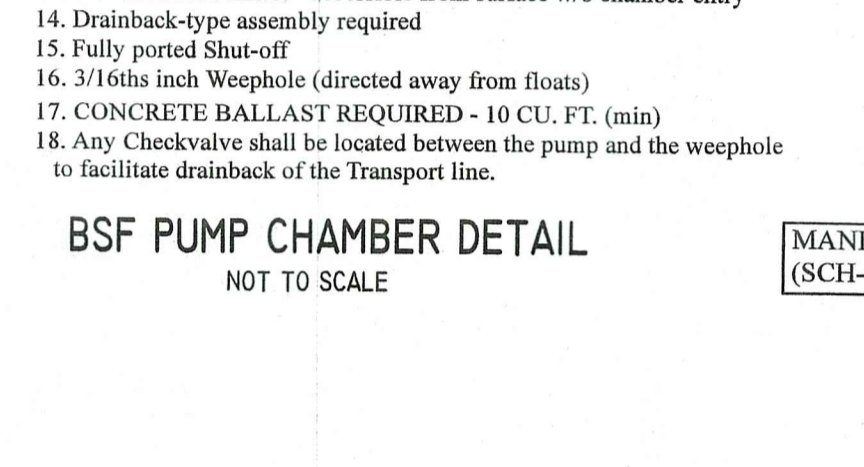 14. Drainback-type assembly required
15. Fully ported Shut-off
16. 3/16ths inch Weephole (directed away from floats)
17. CONCRETE BALLAST REQUIRED - 10 CU. FT. (min)
18. Any Checkvalve shall be located between the pump and the weephole
to facilitate drainback of the Transport line.
BSF PUMP CHAMBER DETAIL
NOT TO SCALE
(SCH-